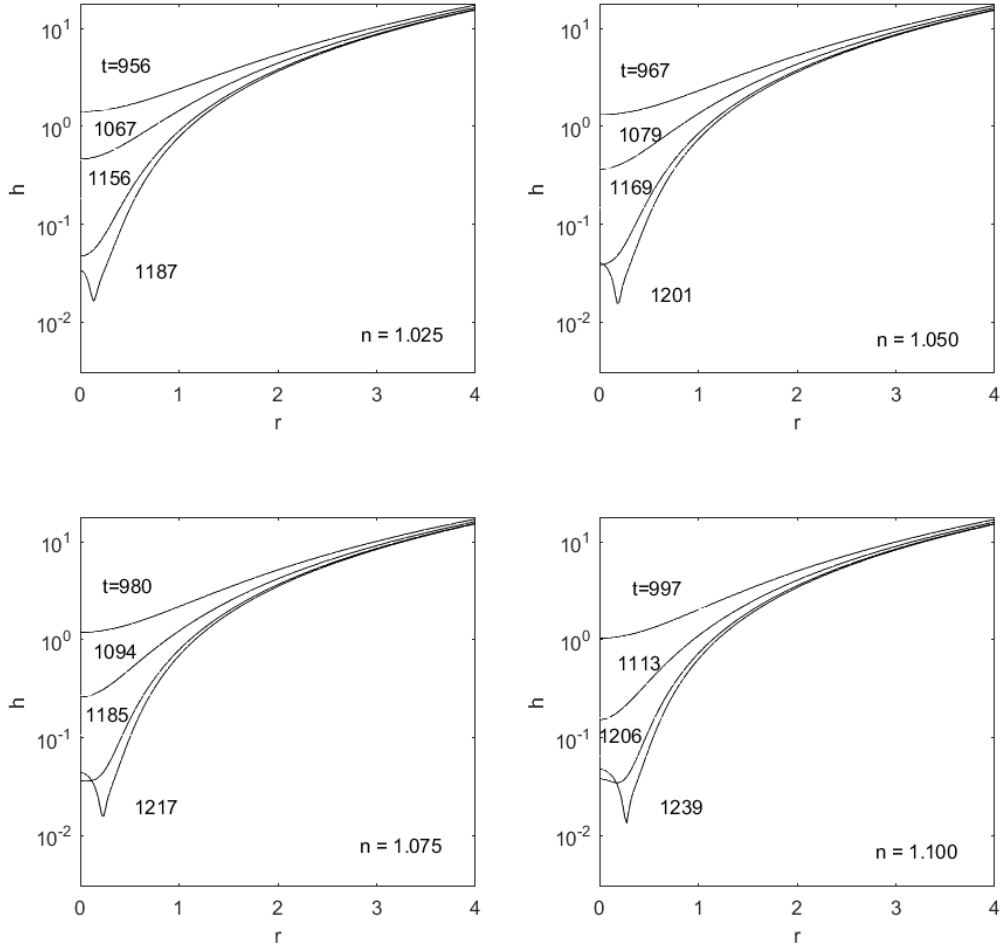 10^1
t=956
10^0
1067
h
1156
10^-1
1187
10^-2
n = 1.025
0 1 2 3 4
r
10^1
t=967
10^0
1079
h
1169
10^-1
1201
10^-2
n = 1.050
0 1 2 3 4
r
10^1
t=980
10^0
1094
h
1185
10^-1
1217
10^-2
n = 1.075
0 1 2 3 4
r
10^1
t=997
10^0
1113
h
1206
10^-1
1239
10^-2
n = 1.100
0 1 2 3 4
r